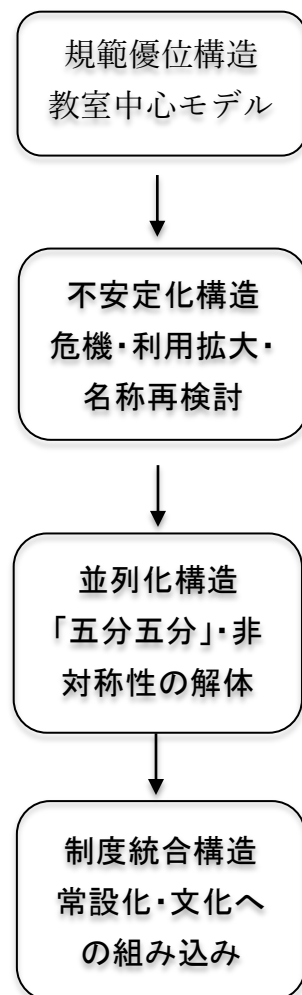 規範優位構造
教室中心モデル
不安定化構造
危機・利用拡大・
名称再検討
並列化構造
「五分五分」・非
対称性の解体
制度統合構造
常設化・文化へ
の組み込み